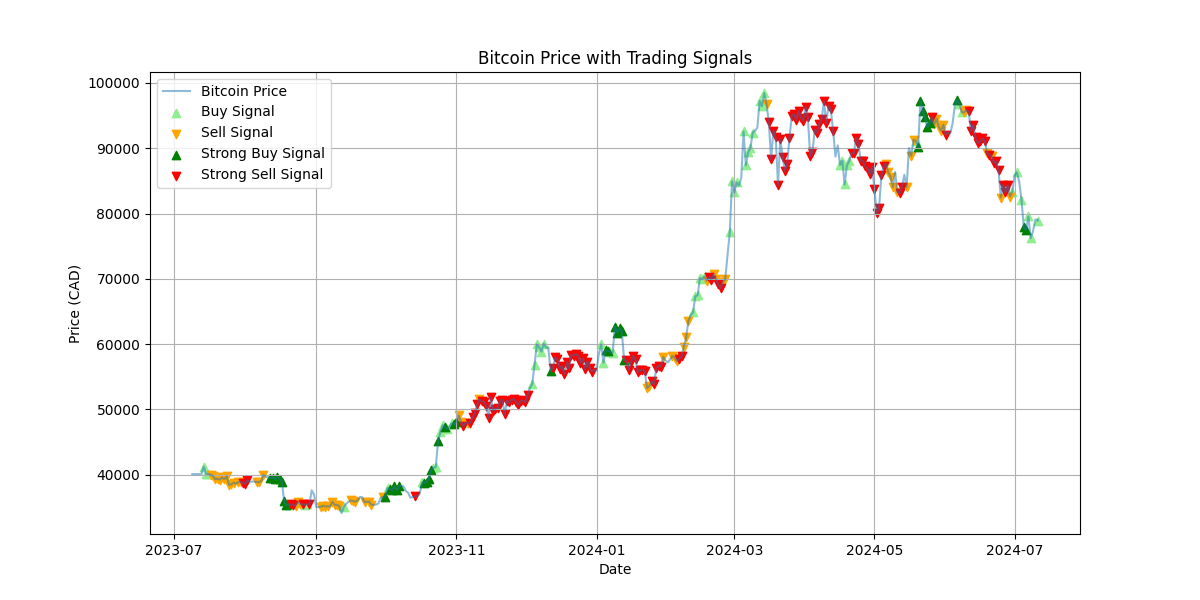 Bitcoin Price with Trading Signals
Bitcoin Price
Buy Signal
Sell Signal
Strong Buy Signal
Strong Sell Signal
100000
90000
80000
70000
60000
50000
40000
Price (CAD)
2023-07 2023-09 2023-11 2024-01 2024-03 2024-05 2024-07
Date